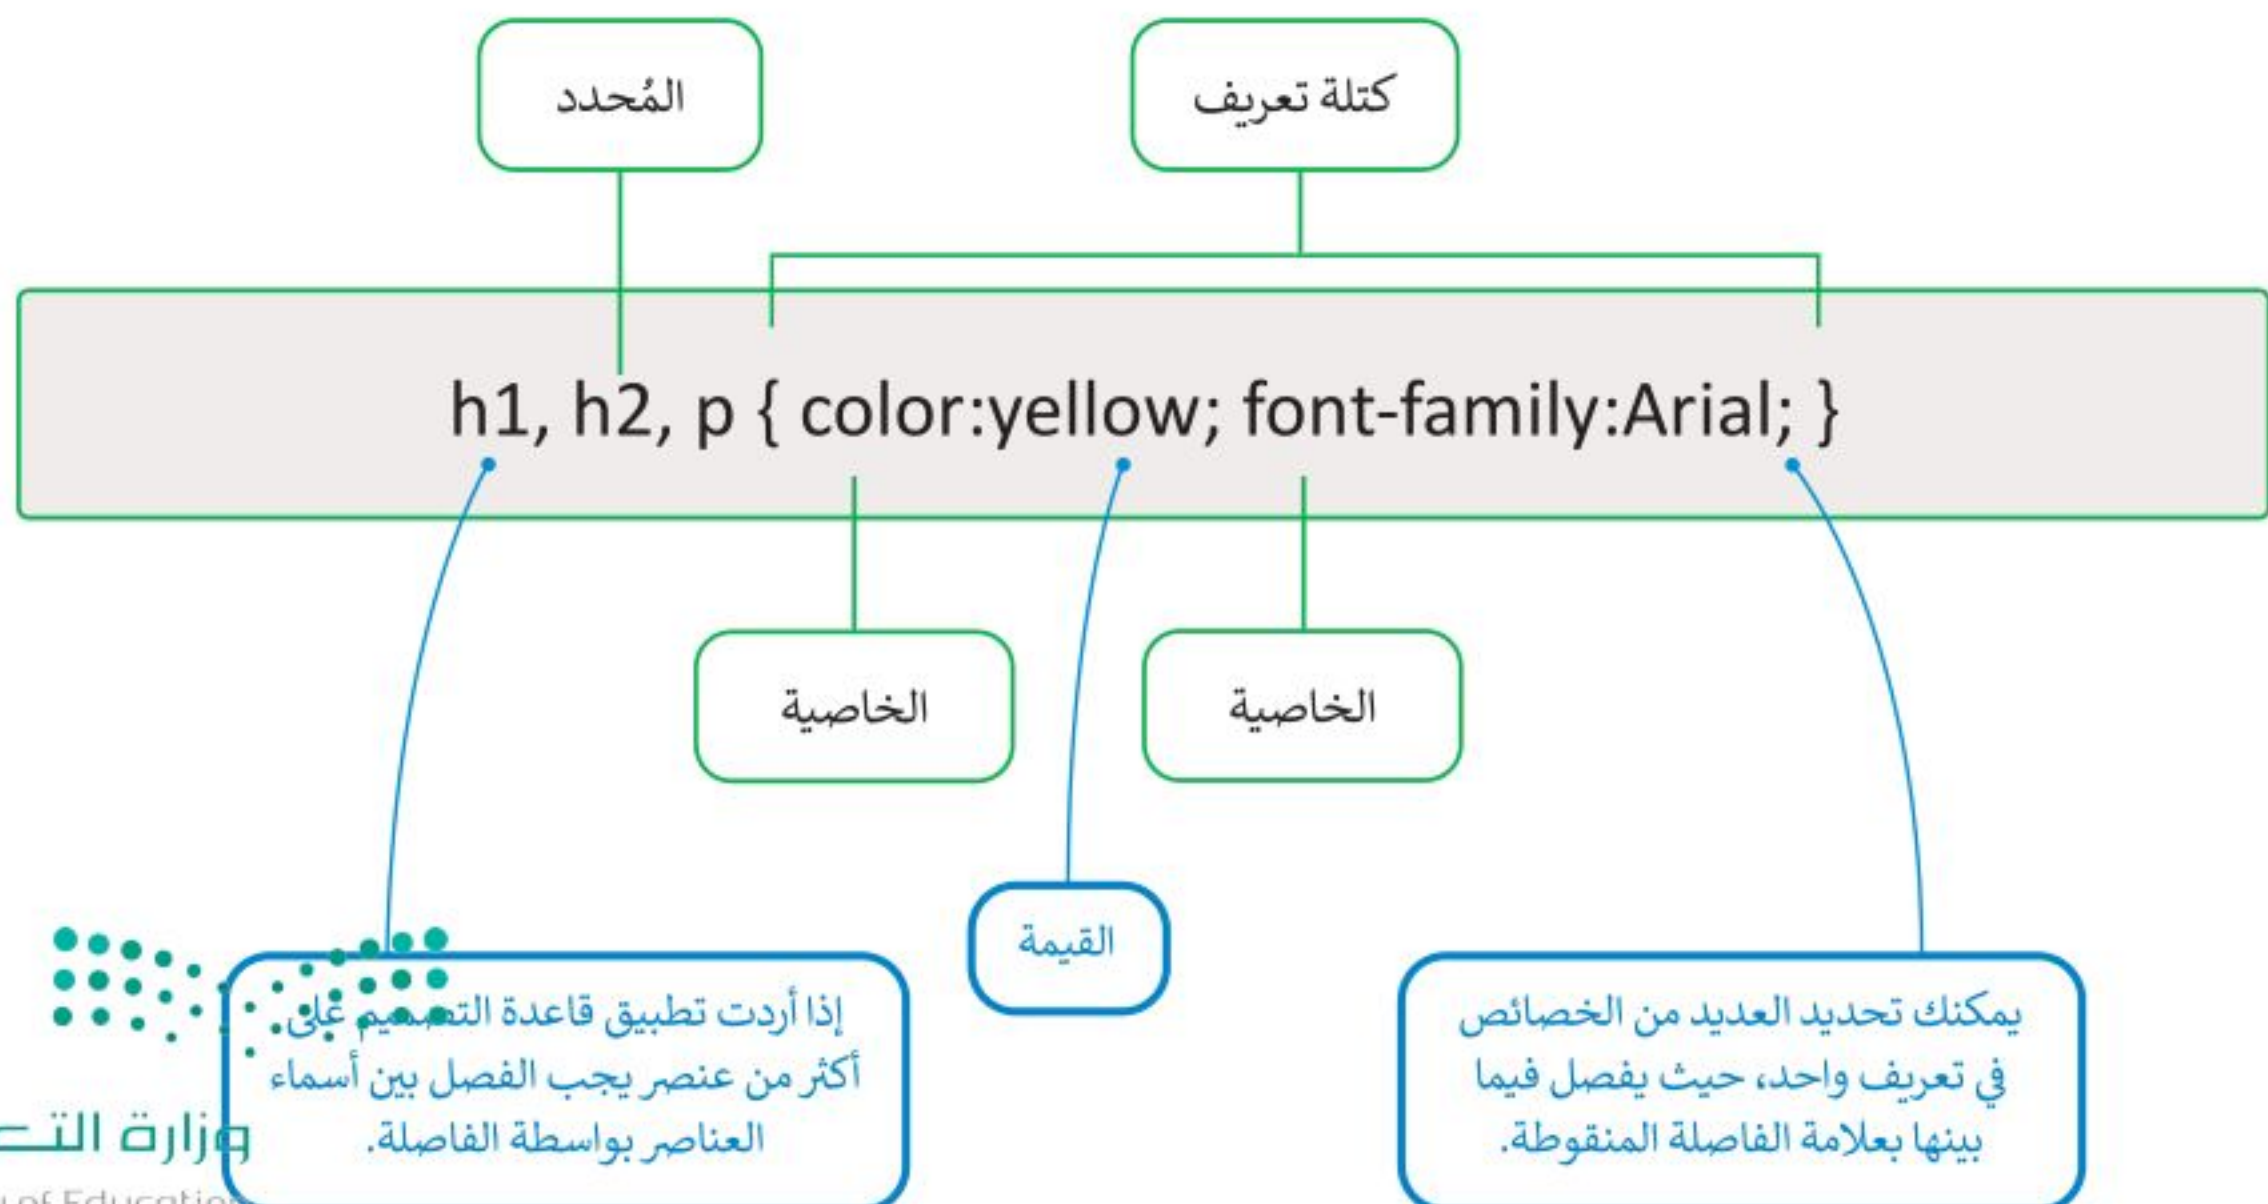 المُحدد
كتلة تعريف
h1, h2, p { color:yellow; font-family:Arial; }
الخاصية
الخاصية
القيمة
إذا أردت تطبيق قاعدة التصميم على
أكثر من عنصر يجب الفصل بين أسماء
العناصر بواسطة الفاصلة.
يمكنك تحديد العديد من الخصائص
في تعريف واحد، حيث يفصل فيما
بينها بعلامة الفاصلة المنقوطة.
وزارة
of Education